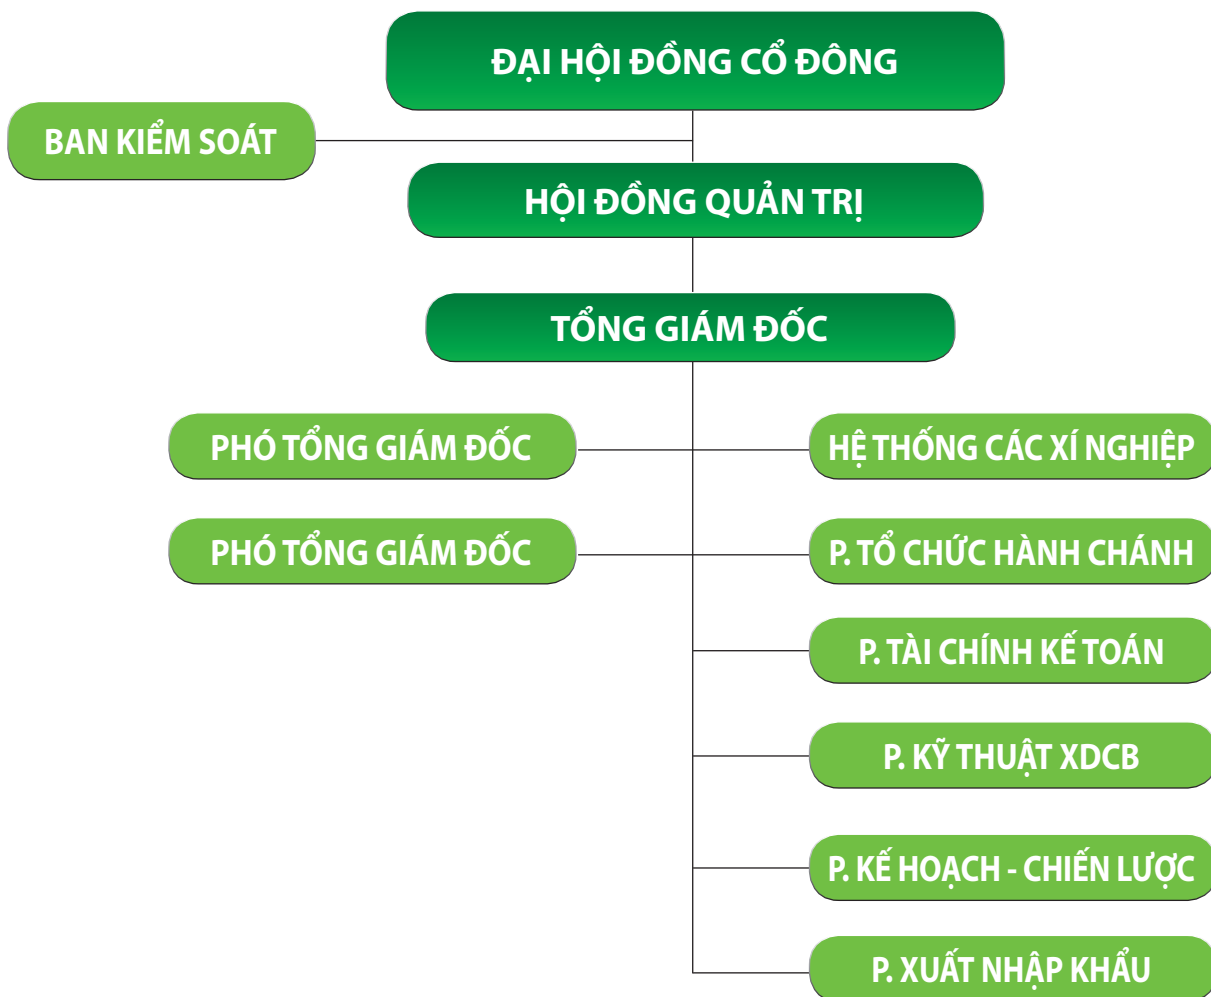 ĐẠI HỘI ĐỒNG CỔ ĐÔNG
BAN KIỂM SOÁT
HỘI ĐỒNG QUẢN TRỊ
TỔNG GIÁM ĐỐC
PHÓ TỔNG GIÁM ĐỐC
HỆ THỐNG CÁC XÍ NGHIỆP
PHÓ TỔNG GIÁM ĐỐC
P. TỔ CHỨC HÀNH CHÁNH
P. TÀI CHÍNH KẾ TOÁN
P. KỸ THUẬT XDCB
P. KẾ HOẠCH - CHIẾN LƯỢC
P. XUẤT NHẬP KHẨU